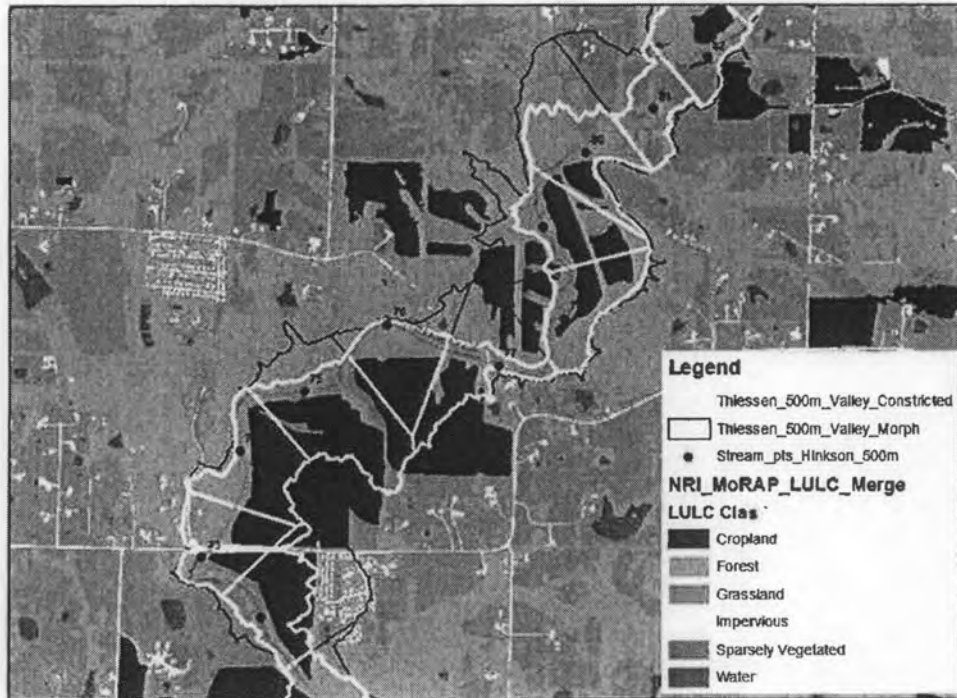 Legend
Thiessen_500m_Valley_Constricted
Thiessen_500m_Valley_Morph
Stream_pts_Hinkson_500m
NRI_MoRAP_LULC_Merge
LULC Clas
Cropland
Forest
Grassland
Impervious
Sparsely Vegetated
Water